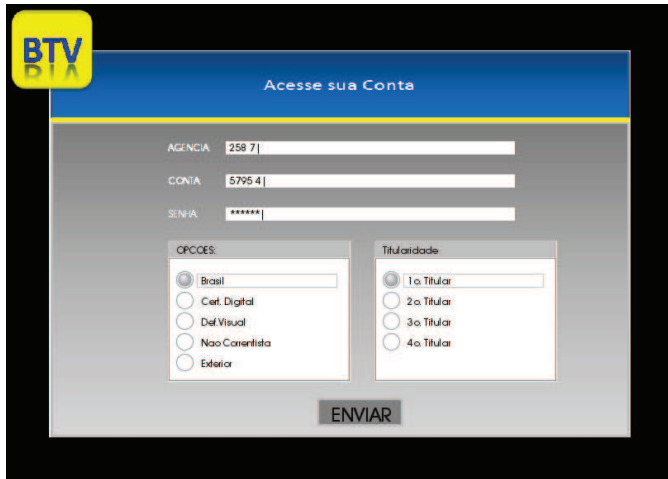 BTV
Acesse sua Conta
AGENCIA 258 7|
CONTA 5795 4|
SENHA ******|
OPCOES:
Brasil
Cert. Digital
Def.Visual
Nao Correntista
Exterior
Titularidade
1o. Titular
2o. Titular
3o. Titular
4o. Titular
ENVIAR